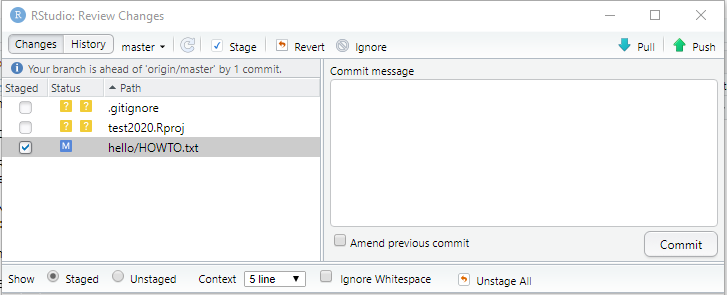 R RStudio: Review Changes
Changes History master Stage Revert Ignore Pull Push
Your branch is ahead of 'origin/master' by 1 commit.
Staged Status Path
? ? .gitignore
? ? test2020.Rproj
M hello/HOWTO.txt
Commit message
Amend previous commit Commit
Show Staged Unstaged Context 5 line Ignore Whitespace Unstage All